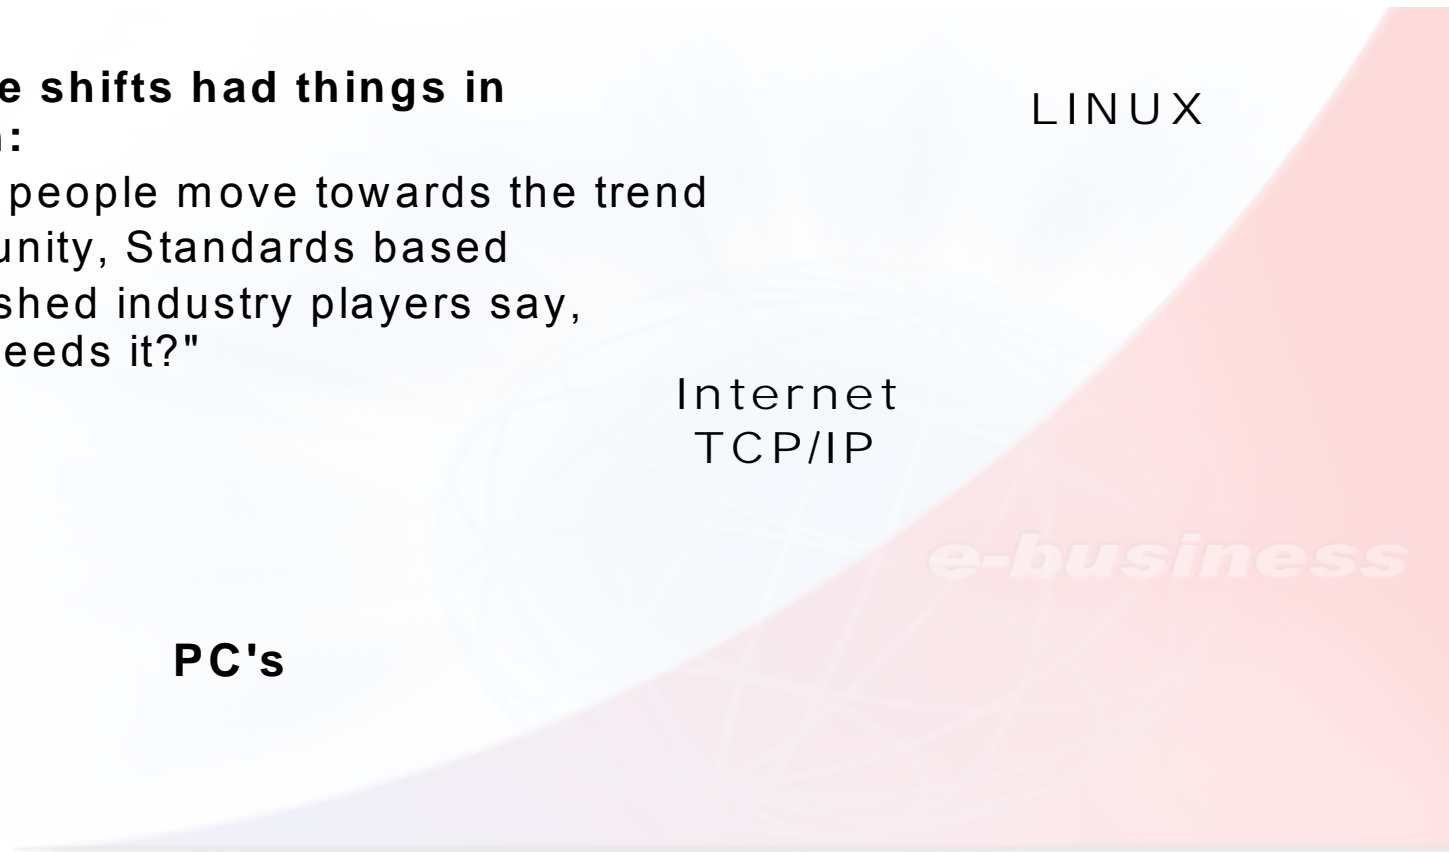 e shifts had things in
:
people move towards the trend
unity, Standards based
shed industry players say,
eeds it?"
LINUX
Internet
TCP/IP
e-business
PC's